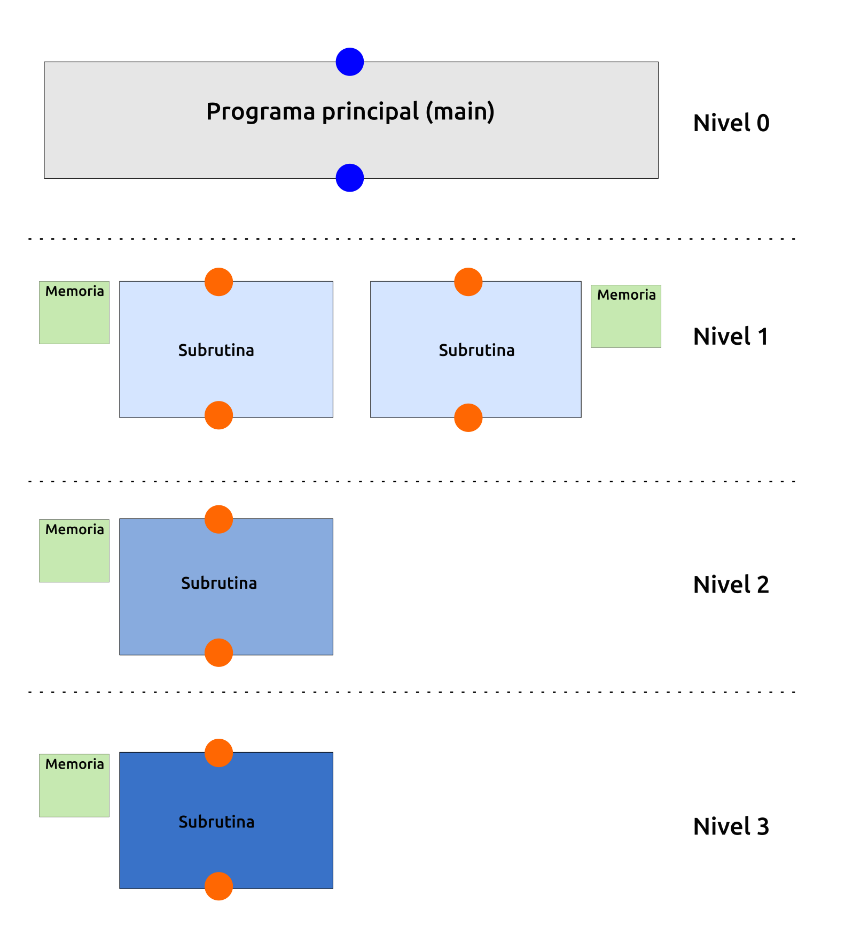 Programa principal (main)
Nivel 0
Memoria
Subrutina
Subrutina
Memoria
Nivel 1
Memoria
Subrutina
Nivel 2
Memoria
Subrutina
Nivel 3